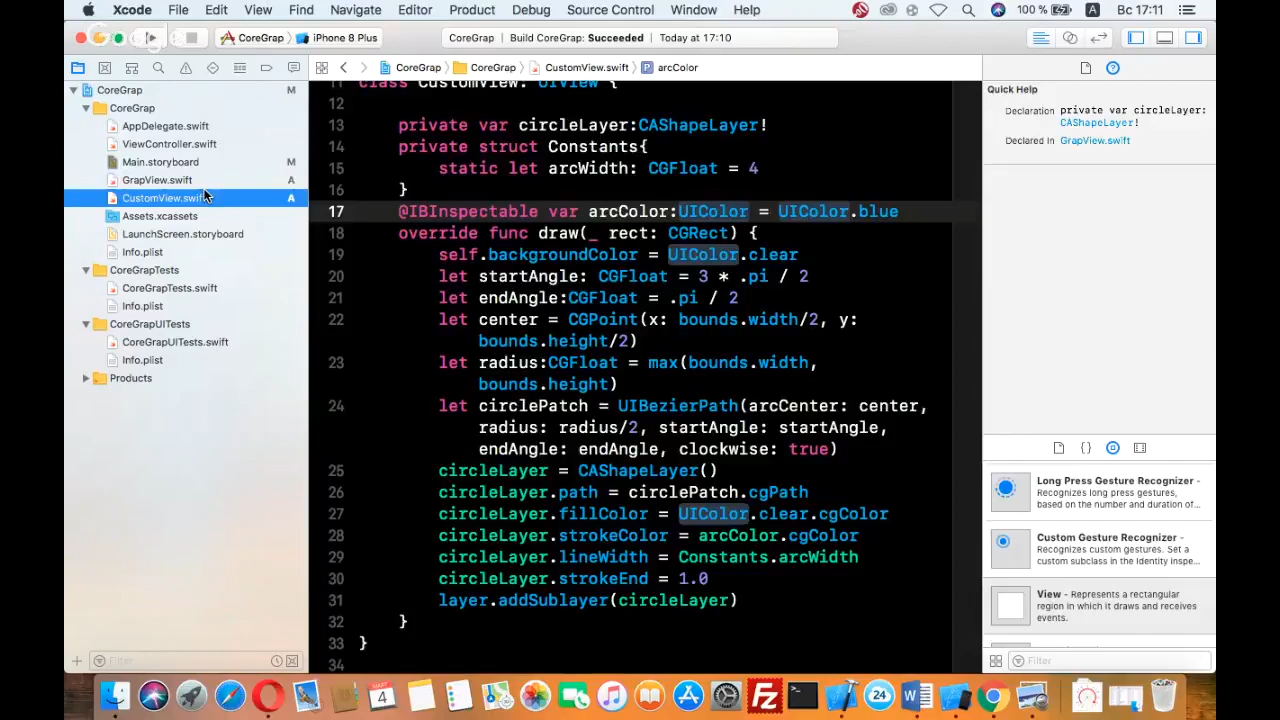 Xcode File Edit View Find Navigate Editor Product Debug Source Control Window Help 100 % A Вс 17:11
CoreGrap iPhone 8 Plus CoreGrap Build CoreGrap: Succeeded Today at 17:10
CoreGrap CoreGrap CustomView.swift P arcColor
CoreGrap M
CoreGrap
AppDelegate.swift
ViewController.swift
Main.storyboard M
GrapView.swift A
CustomView.swift A
Assets.xcassets
LaunchScreen.storyboard
Info.plist
CoreGrapTests
CoreGrapTests.swift
Info.plist
CoreGrapUITests
CoreGrapUITests.swift
Info.plist
Products
Filter
11 class CustomView: UIView {
12
13 private var circleLayer:CAShapeLayer!
14 private struct Constants{
15 static let arcWidth: CGFloat = 4
16 }
17 @IBInspectable var arcColor:UIColor = UIColor.blue
18 override func draw(_ rect: CGRect) {
19 self.backgroundColor = UIColor.clear
20 let startAngle: CGFloat = 3 * .pi / 2
21 let endAngle:CGFloat = .pi / 2
22 let center = CGPoint(x: bounds.width/2, y:
bounds.height/2)
23 let radius:CGFloat = max(bounds.width,
bounds.height)
24 let circlePatch = UIBezierPath(arcCenter: center,
radius: radius/2, startAngle: startAngle,
endAngle: endAngle, clockwise: true)
25 circleLayer = CAShapeLayer()
26 circleLayer.path = circlePatch.cgPath
27 circleLayer.fillColor = UIColor.clear.cgColor
28 circleLayer.strokeColor = arcColor.cgColor
29 circleLayer.lineWidth = Constants.arcWidth
30 circleLayer.strokeEnd = 1.0
31 layer.addSublayer(circleLayer)
32 }
33 }
34
Quick Help
Declaration private var circleLayer:
CAShapeLayer!
Declared In GrapView.swift
{ }
Long Press Gesture Recognizer -
Recognizes long press gestures,
based on the number and duration of...
Custom Gesture Recognizer -
Recognizes custom gestures. Set a
custom subclass in the Identity inspe...
View - Represents a rectangular
region in which it draws and receives
events.
Filter
МАРТ
4
Fz
24
W